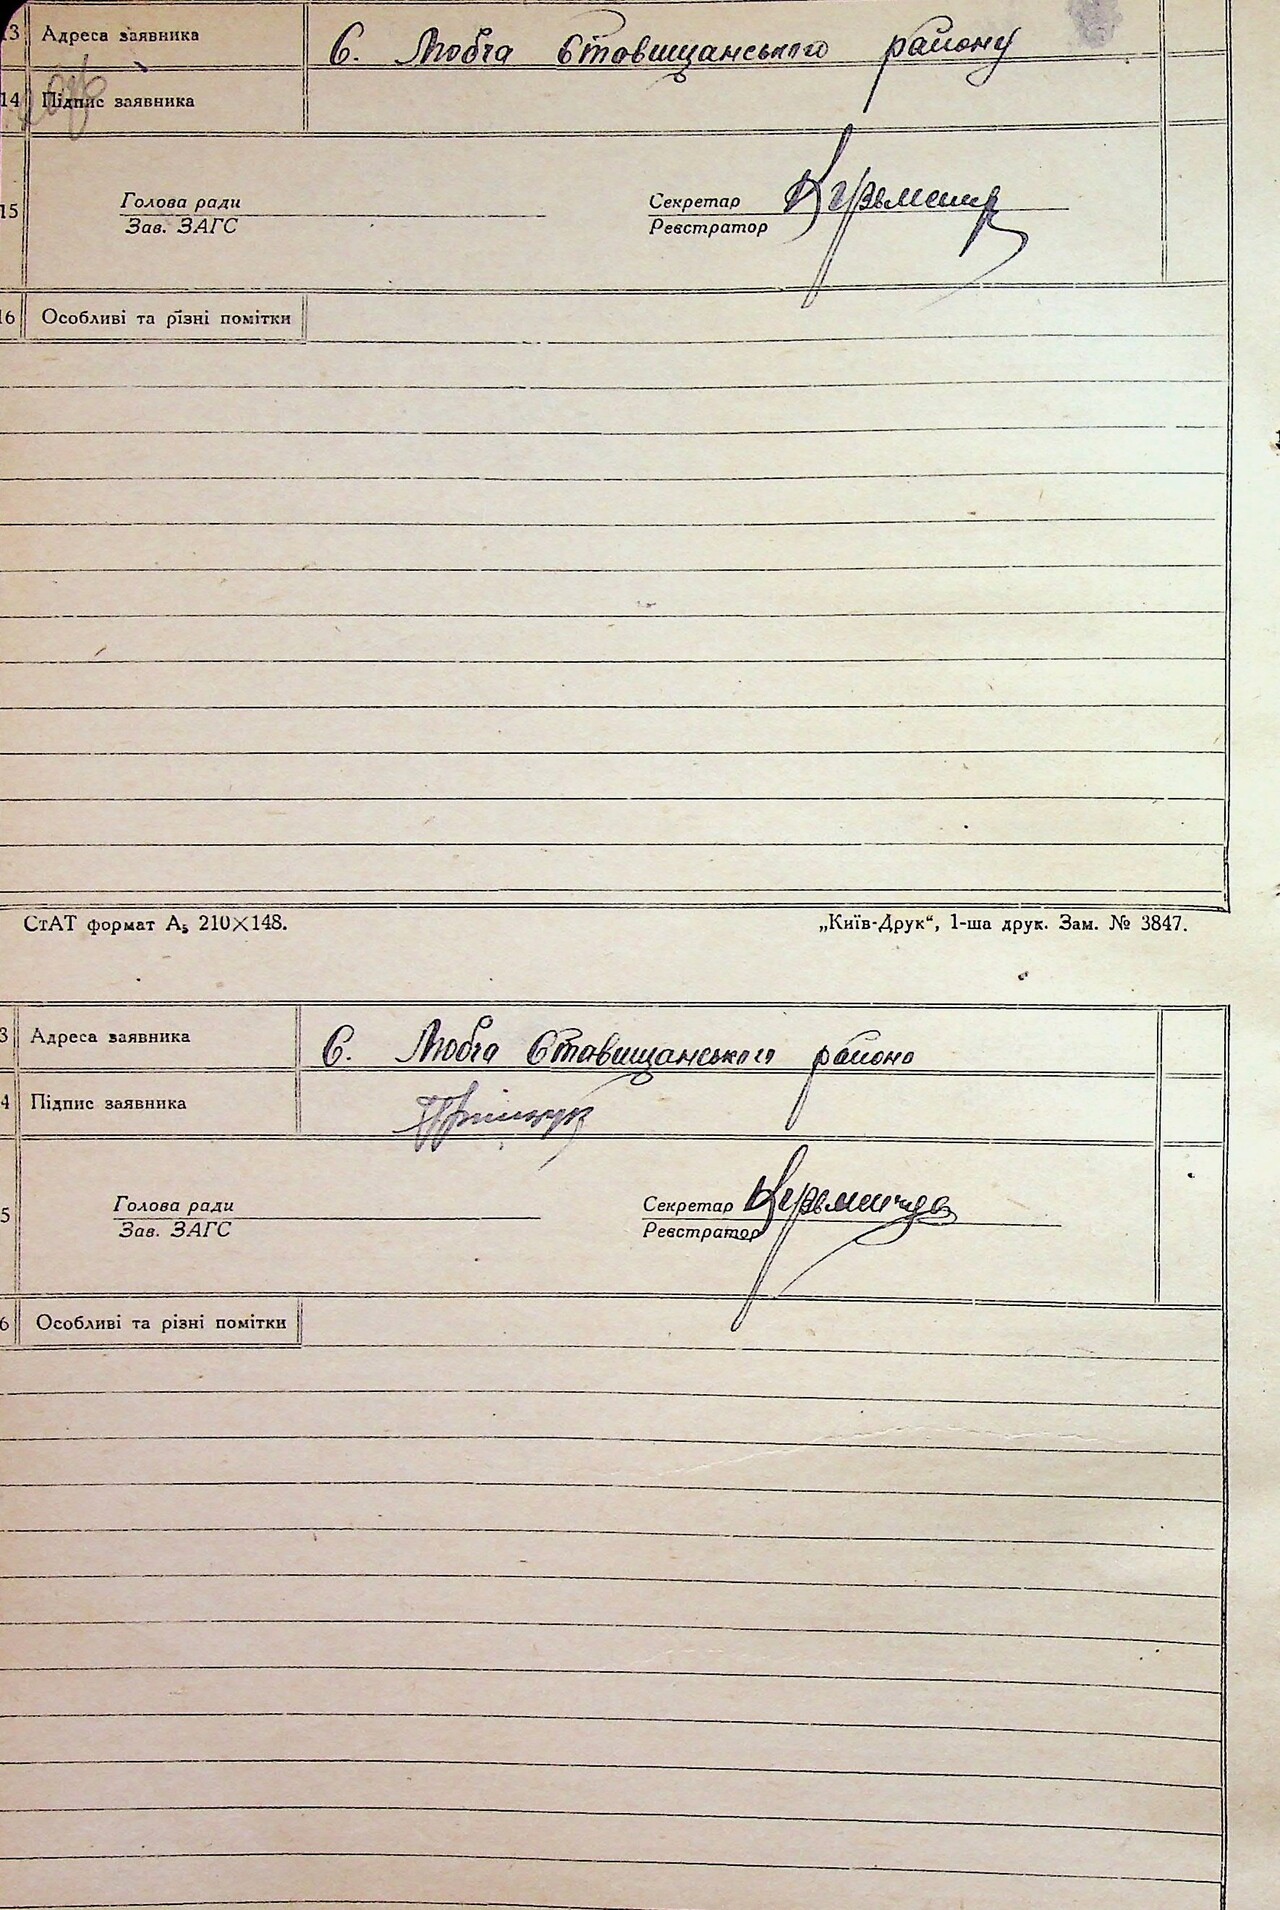 13 Адреса заявника С. Любча Ставищанського району
14 Підпис заявника
15 Голова ради Секретар
Зав. ЗАГС Реєстратор
16 Особливі та різні помітки
СтАТ формат А₅ 210×148. „Київ-Друк“, 1-ша друк. Зам. № 3847.
3 Адреса заявника С. Любча Ставищанського району
4 Підпис заявника
5 Голова ради Секретар
Зав. ЗАГС Реєстратор
6 Особливі та різні помітки